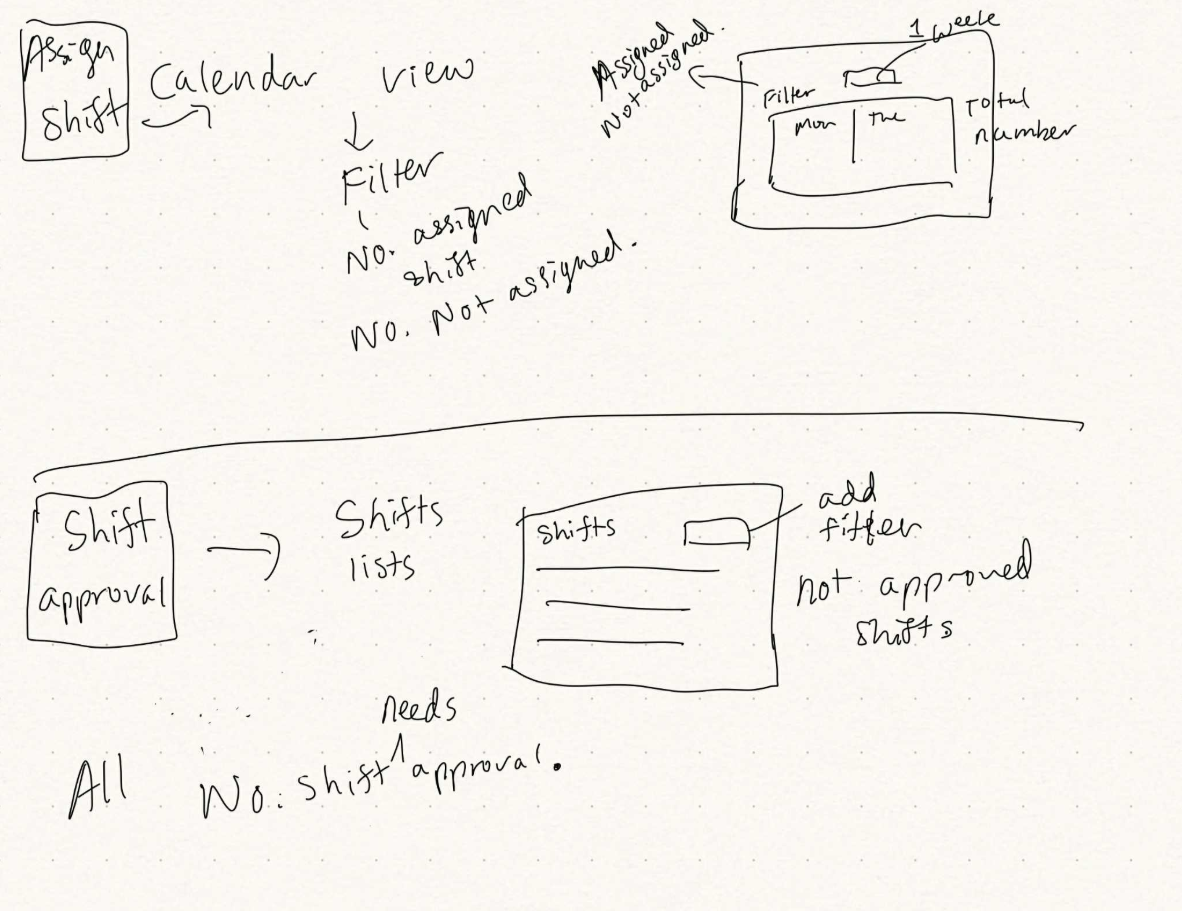 Assign
Shift
Calendar view
Filter
No. assigned
shift
No. Not assigned.
Assigned
Not assigned.
1 week
Filter
mon
the
Total
number
Shift
approval
Shifts
lists
Shifts
add
filter
not approved
shifts
needs
All No. shift approval.